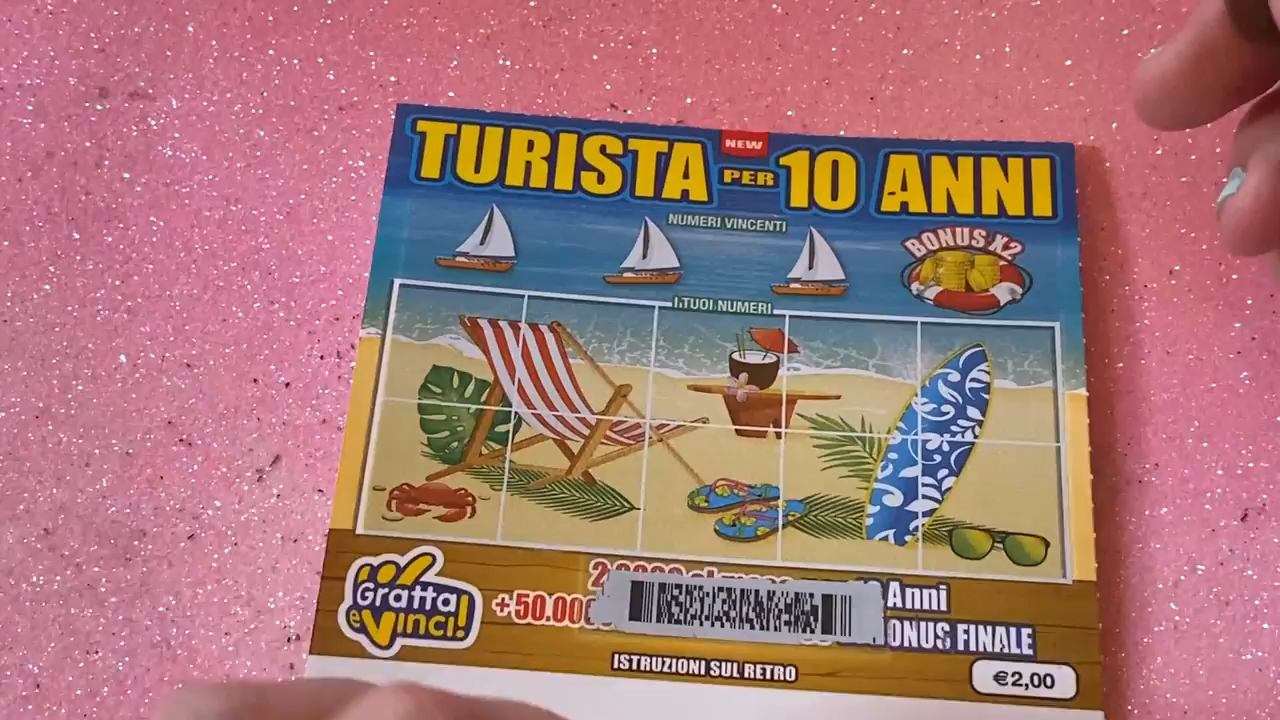 TURISTA PER 10 ANNI
NEW
NUMERI VINCENTI
BONUS X2
I TUOI NUMERI
Anni
+50.00
ONUS FINALE
Gratta
e Vinci!
ISTRUZIONI SUL RETRO
€2,00